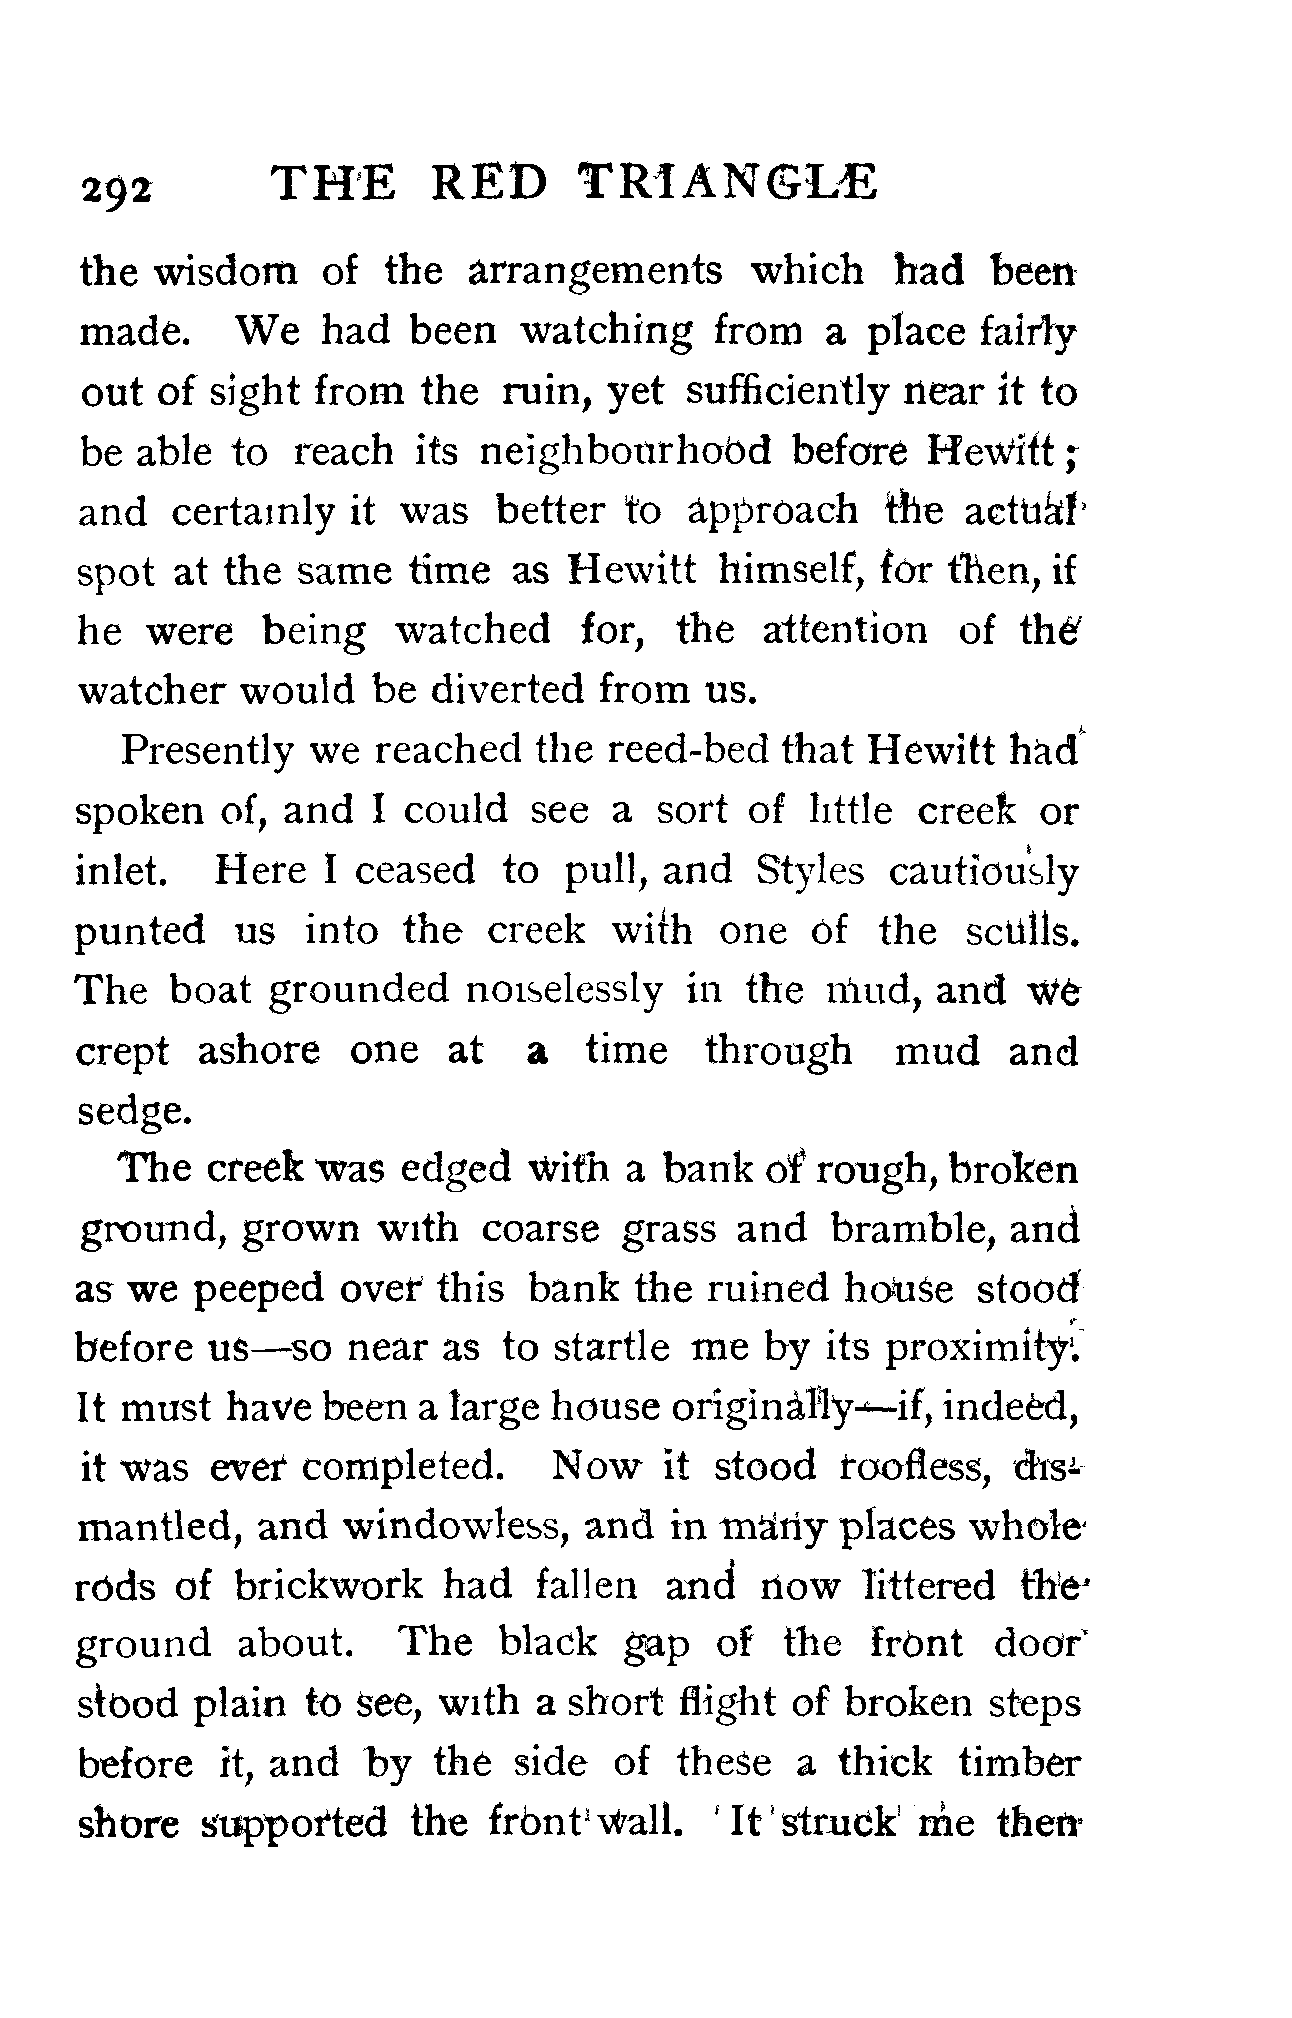 292 THE RED TRIANGLE
the wisdom of the arrangements which had been
made. We had been watching from a place fairly
out of sight from the ruin, yet sufficiently near it to
be able to reach its neighbourhood before Hewitt;
and certainly it was better to approach the actual
spot at the same time as Hewitt himself, for then, if
he were being watched for, the attention of the
watcher would be diverted from us.
Presently we reached the reed-bed that Hewitt had
spoken of, and I could see a sort of little creek or
inlet. Here I ceased to pull, and Styles cautiously
punted us into the creek with one of the sculls.
The boat grounded noiselessly in the mud, and we
crept ashore one at a time through mud and
sedge.
The creek was edged with a bank of rough, broken
ground, grown with coarse grass and bramble, and
as we peeped over this bank the ruined house stood
before us—so near as to startle me by its proximity.
It must have been a large house originally—if, indeed,
it was ever completed. Now it stood roofless, dis-
mantled, and windowless, and in many places whole
rods of brickwork had fallen and now littered the
ground about. The black gap of the front door
stood plain to see, with a short flight of broken steps
before it, and by the side of these a thick timber
shore supported the front wall. It struck me then